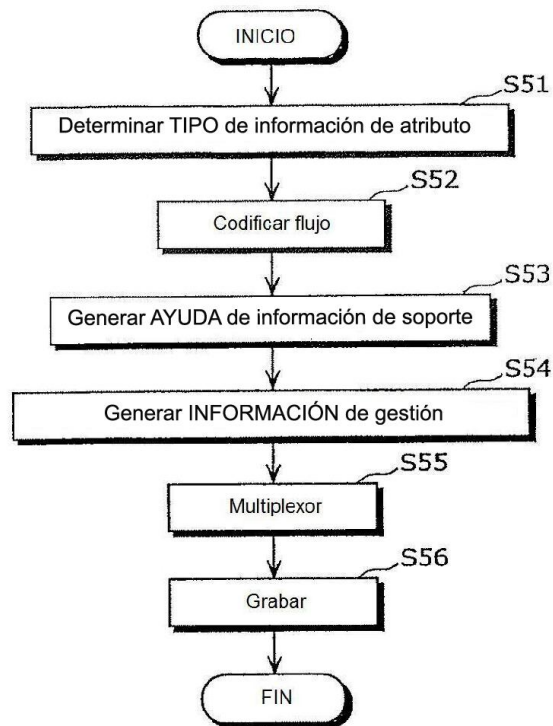 INICIO
S51
Determinar TIPO de información de atributo
S52
Codificar flujo
S53
Generar AYUDA de información de soporte
S54
Generar INFORMACIÓN de gestión
S55
Multiplexor
S56
Grabar
FIN